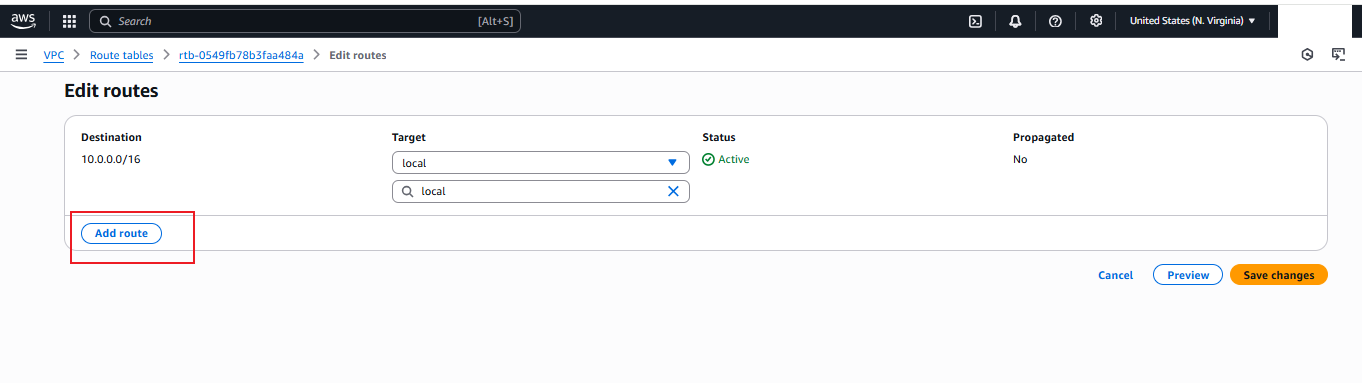 aws Search [Alt+S] United States (N. Virginia)
VPC > Route tables > rtb-0549fb78b3faa484a > Edit routes
Edit routes
Destination Target Status Propagated
10.0.0.0/16 local Active No
local
Add route
Cancel Preview Save changes